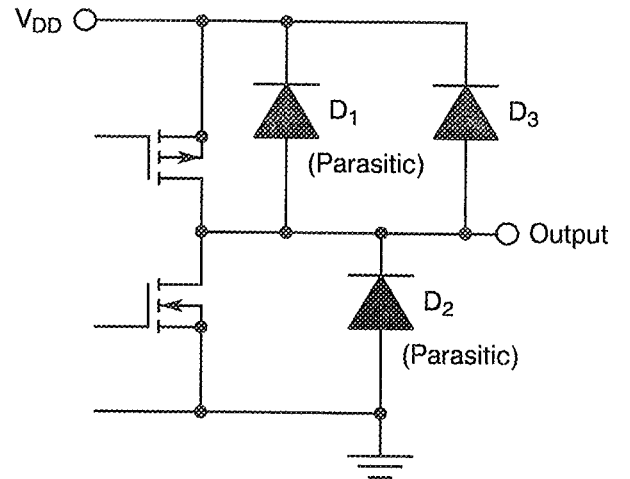 VDD
D1
(Parasitic)
D3
Output
D2
(Parasitic)